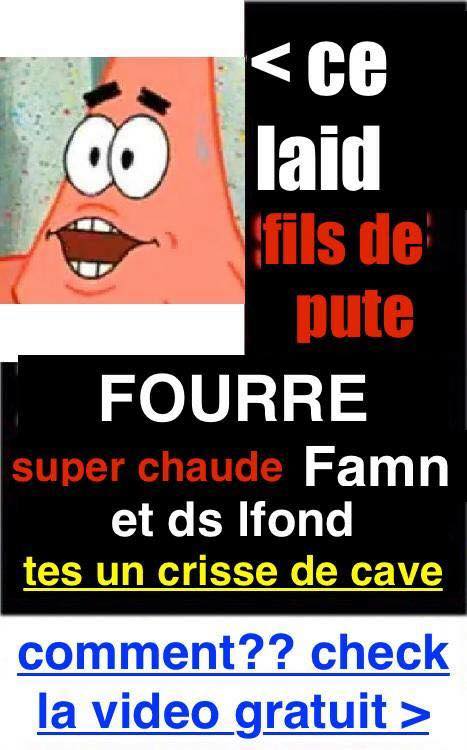 < ce
laid
fils de
pute
FOURRE
super chaude Famn
et ds lfond
tes un crisse de cave
comment?? check
la video gratuit >